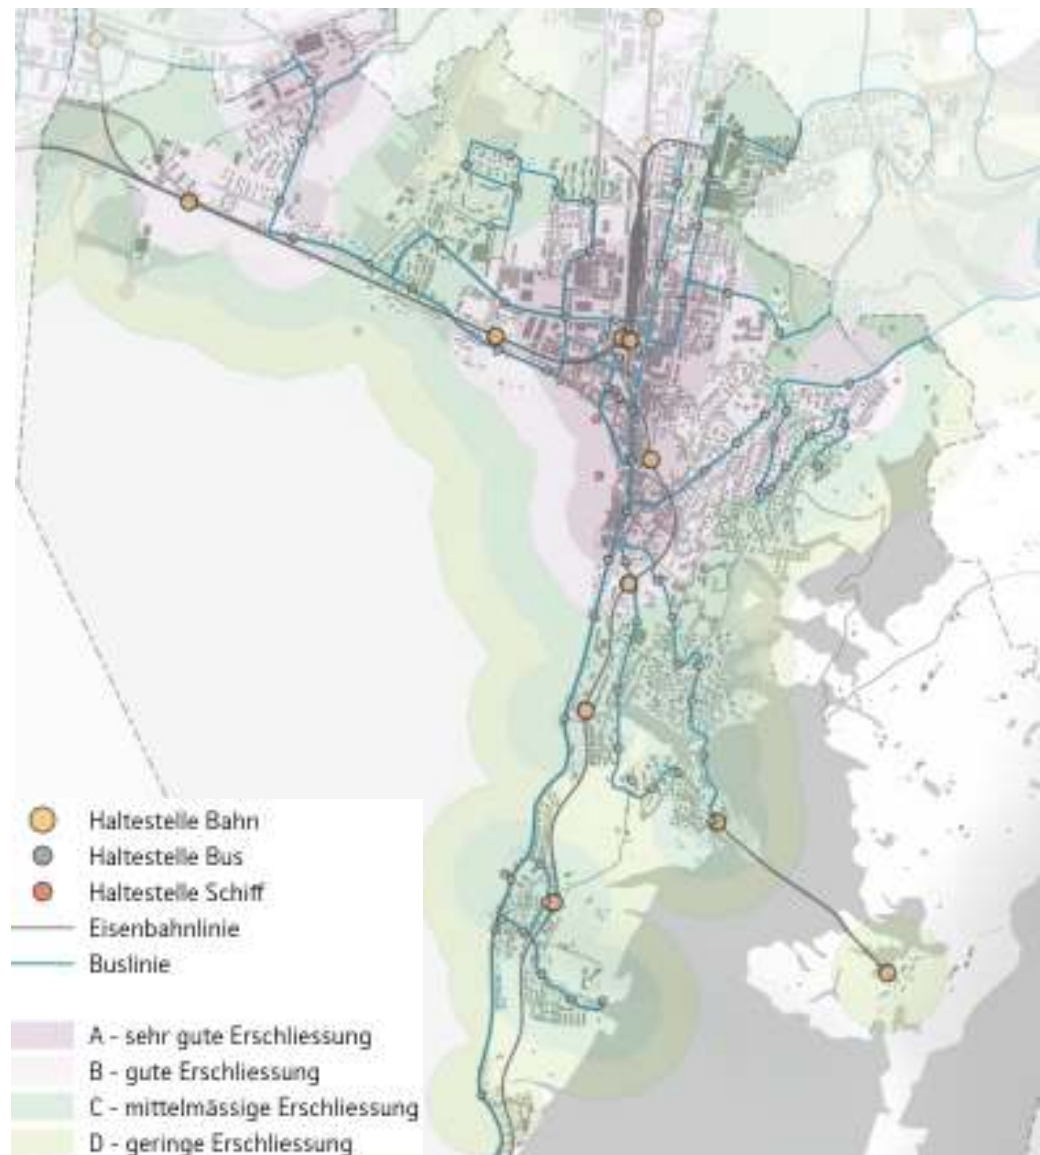 Haltestelle Bahn
Haltestelle Bus
Haltestelle Schiff
Eisenbahnlinie
Buslinie
A - sehr gute Erschliessung
B - gute Erschliessung
C - mittelmässige Erschliessung
D - geringe Erschliessung